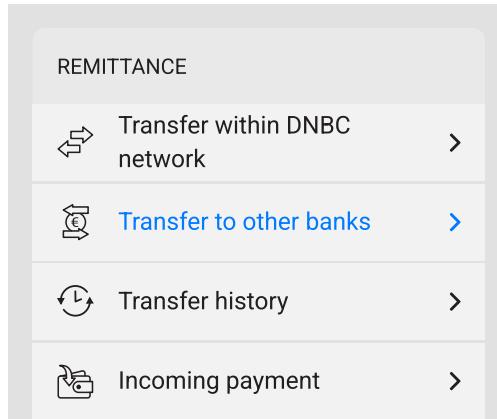 REMITTANCE
Transfer within DNBC
network
Transfer to other banks
Transfer history
Incoming payment